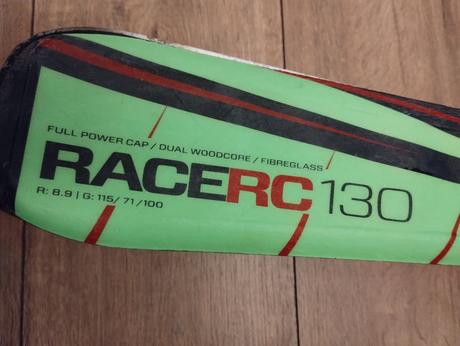 FULL POWER CAP / DUAL WOODCORE / FIBREGLASS
RACERC 130
R: 8.9 | G: 115/ 71/100